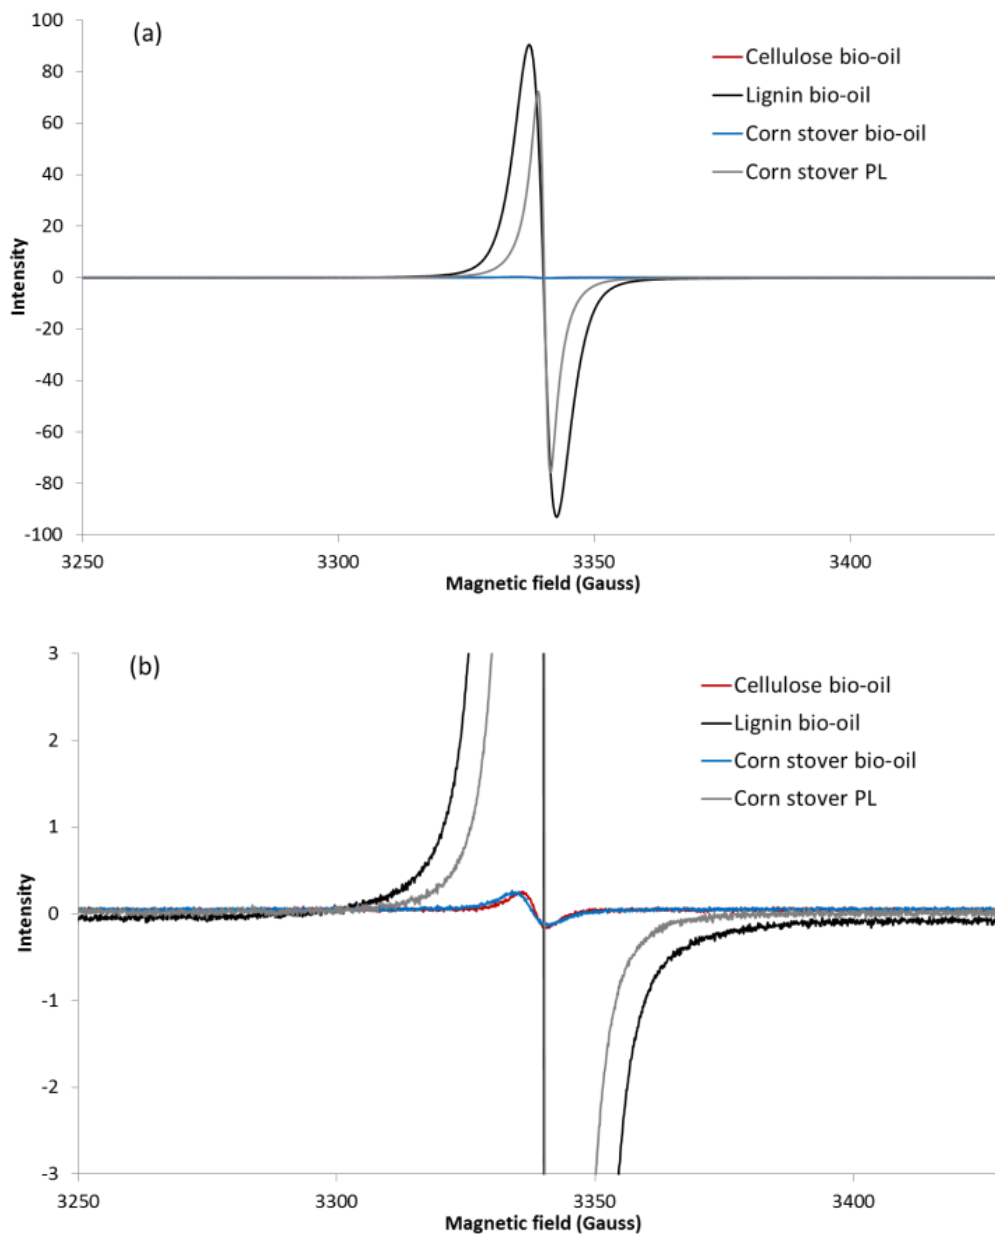 (a)
100
80
60
40
20
0
-20
-40
-60
-80
-100
Intensity
Cellulose bio-oil
Lignin bio-oil
Corn stover bio-oil
Corn stover PL
3250 3300 3350 3400
Magnetic field (Gauss)
(b)
3
2
1
0
-1
-2
-3
Intensity
Cellulose bio-oil
Lignin bio-oil
Corn stover bio-oil
Corn stover PL
3250 3300 3350 3400
Magnetic field (Gauss)